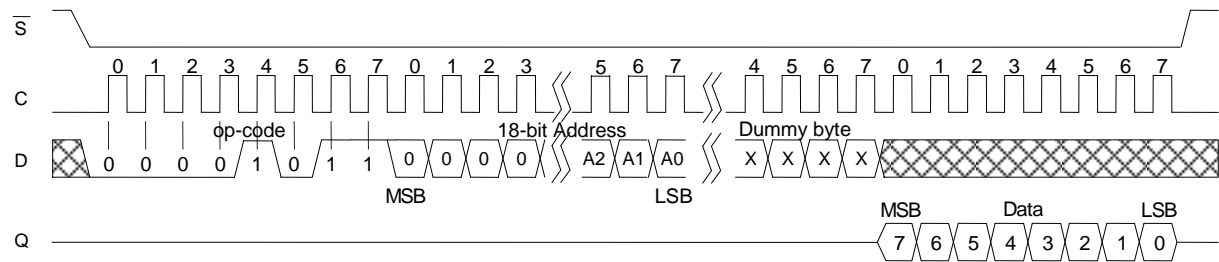 S
0 1 2 3 4 5 6 7 0 1 2 3 5 6 7 4 5 6 7 0 1 2 3 4 5 6 7
C
op-code 18-bit Address Dummy byte
D 0 0 0 0 1 0 1 1 0 0 0 0 A2 A1 A0 X X X X
MSB LSB
MSB Data LSB
Q 7 6 5 4 3 2 1 0